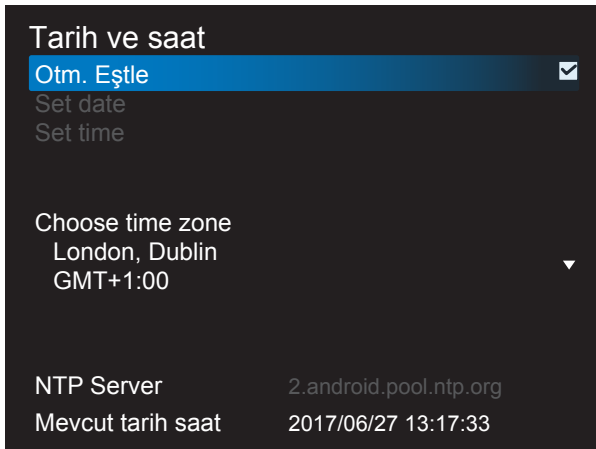 Tarih ve saat
Otm. Eştle
Set date
Set time
Choose time zone
London, Dublin
GMT+1:00
NTP Server 2.android.pool.ntp.org
Mevcut tarih saat 2017/06/27 13:17:33